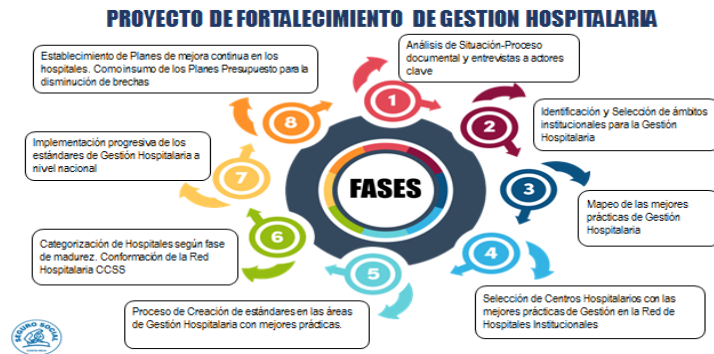 PROYECTO DE FORTALECIMIENTO DE GESTION HOSPITALARIA
Análisis de Situación-Proceso
documental y entrevistas a actores
clave
1
Identificación y Selección de ámbitos
institucionales para la Gestión
Hospitalaria
2
Mapeo de las mejores
prácticas de Gestión
Hospitalaria
3
Selección de Centros Hospitalarios con las
mejores prácticas de Gestión en la Red de
Hospitales Institucionales
4
Proceso de Creación de estándares en las áreas
de Gestión Hospitalaria con mejores prácticas.
5
Categorización de Hospitales según fase
de madurez. Conformación de la Red
Hospitalaria CCSS
6
Implementación progresiva de los
estándares de Gestión Hospitalaria a
nivel nacional
7
Establecimiento de Planes de mejora continua en los
hospitales. Como insumo de los Planes Presupuesto para la
disminución de brechas
8
FASES
SEGURO SOCIAL